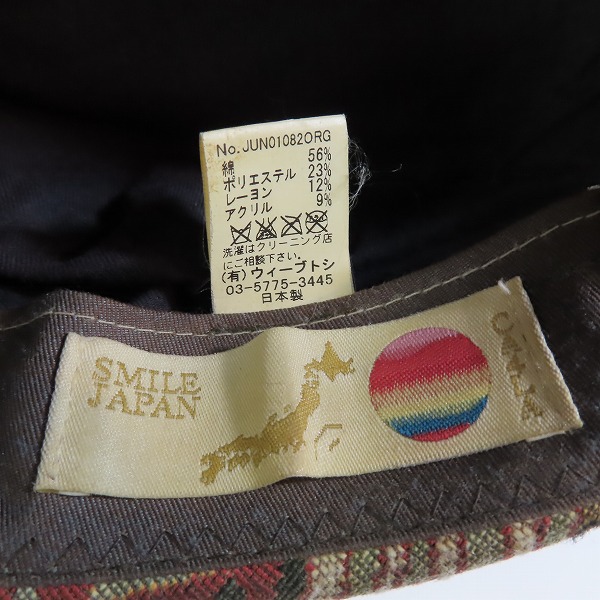 No.JUN01082ORG
綿 56%
ポリエステル 23%
レーヨン 12%
アクリル 9%
洗濯はクリーニング店
にご相談下さい。
(有)ウィーブトシ
03-5775-3445
日本製
SMILE
JAPAN